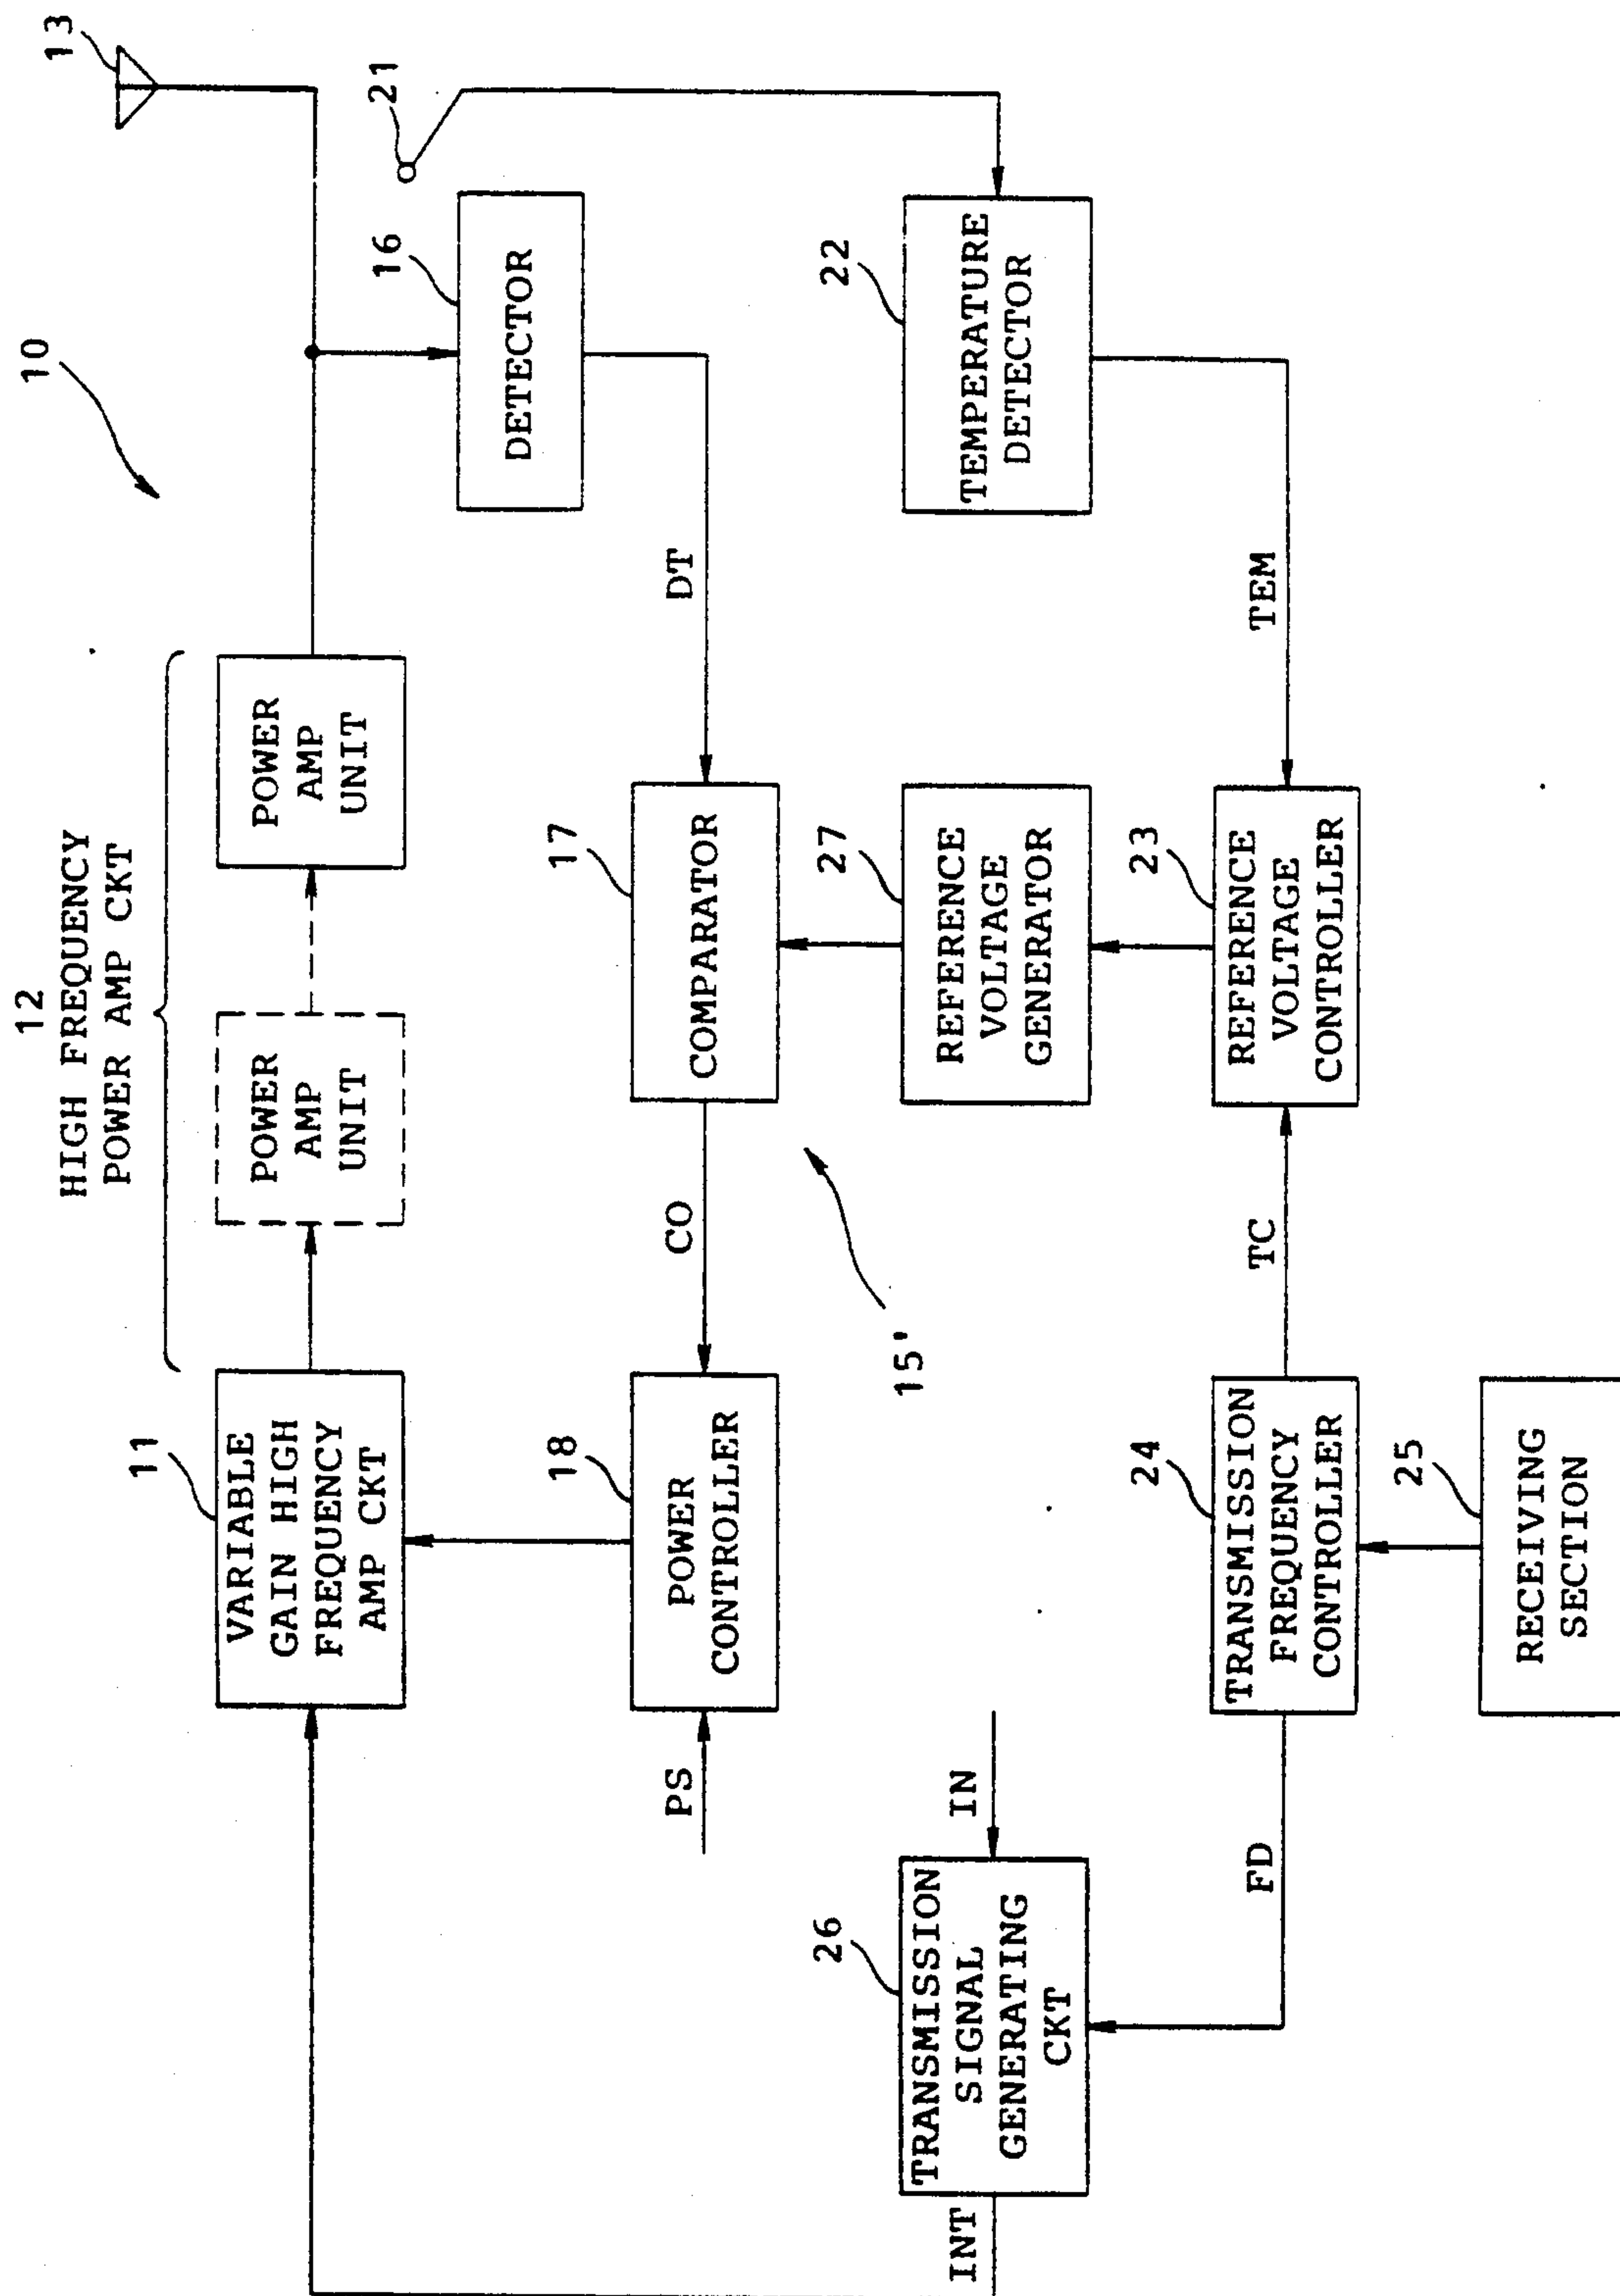 10
13
12
HIGH FREQUENCY
POWER AMP CKT
11
VARIABLE
GAIN HIGH
FREQUENCY
AMP CKT
POWER
AMP
UNIT
POWER
AMP
UNIT
21
16
DETECTOR
18
POWER
CONTROLLER
PS
CO
17
COMPARATOR
DT
15'
26
TRANSMISSION
SIGNAL
GENERATING
CKT
INT
IN
27
REFERENCE
VOLTAGE
GENERATOR
22
TEMPERATURE
DETECTOR
FD
24
TRANSMISSION
FREQUENCY
CONTROLLER
TC
23
REFERENCE
VOLTAGE
CONTROLLER
TEM
25
RECEIVING
SECTION